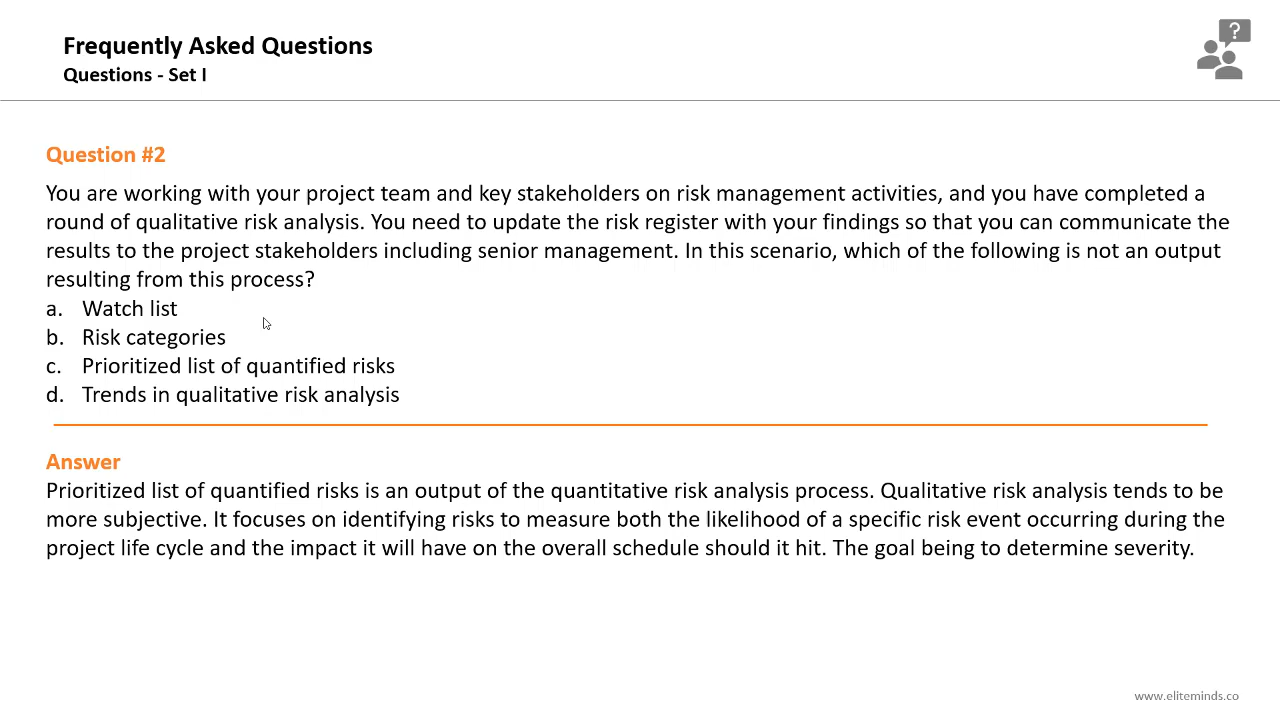 Frequently Asked Questions
Questions - Set I
?
Question #2
You are working with your project team and key stakeholders on risk management activities, and you have completed a
round of qualitative risk analysis. You need to update the risk register with your findings so that you can communicate the
results to the project stakeholders including senior management. In this scenario, which of the following is not an output
resulting from this process?
a. Watch list
b. Risk categories
c. Prioritized list of quantified risks
d. Trends in qualitative risk analysis
Answer
Prioritized list of quantified risks is an output of the quantitative risk analysis process. Qualitative risk analysis tends to be
more subjective. It focuses on identifying risks to measure both the likelihood of a specific risk event occurring during the
project life cycle and the impact it will have on the overall schedule should it hit. The goal being to determine severity.
www.eliteminds.co